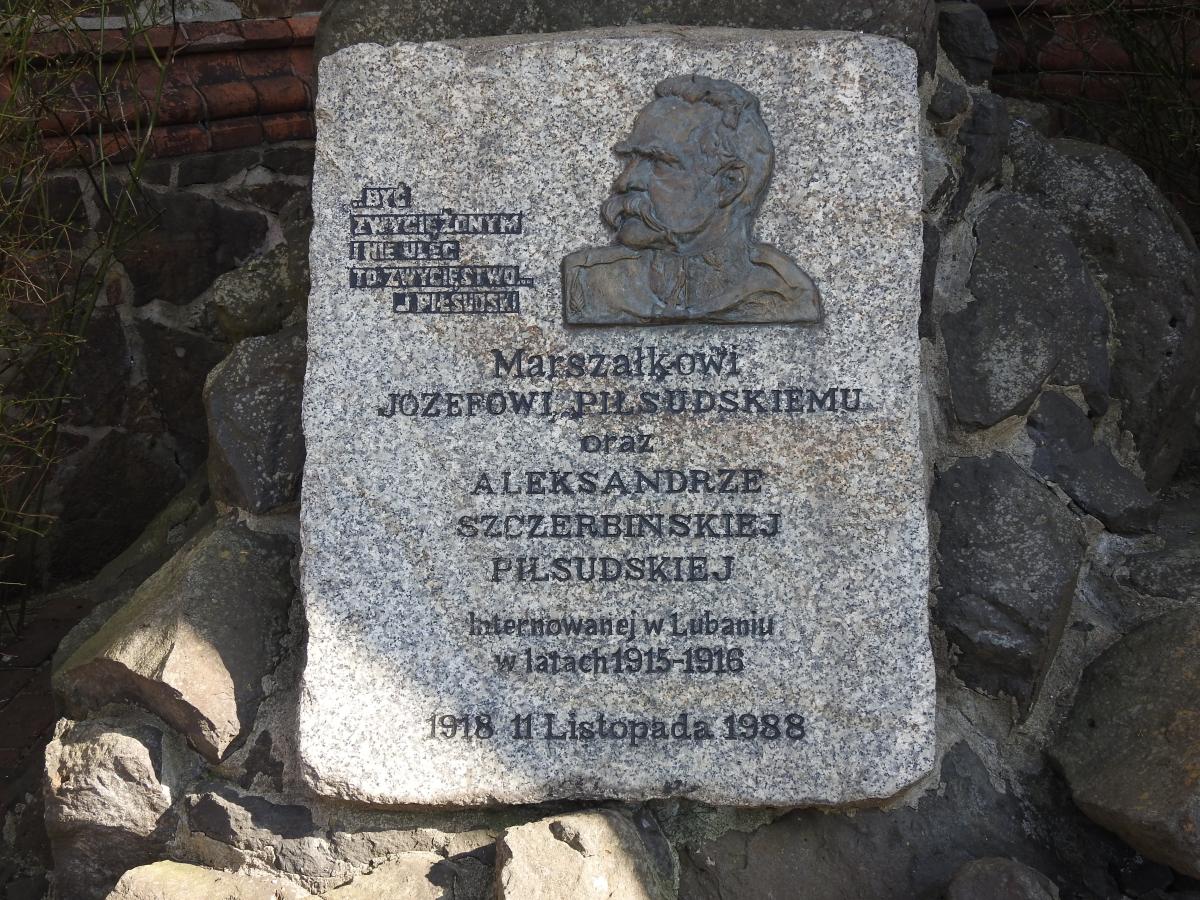 „BYĆ
ZWYCIĘŻONYM
I NIE ULEC
TO ZWYCIĘSTWO...
J PIŁSUDSKI
Marszałkowi
JÓZEFOWI PIŁSUDSKIEMU
oraz
ALEKSANDRZE
SZCZERBIŃSKIEJ
PIŁSUDSKIEJ
Internowanej w Lubaniu
w latach 1915-1916
1918 11 Listopada 1988